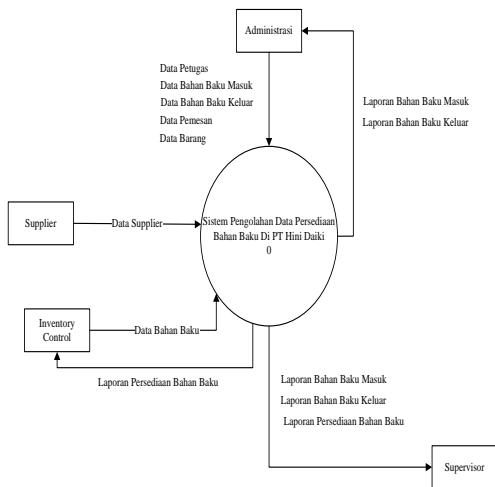 Administrasi
Data Petugas
Data Bahan Baku Masuk
Data Bahan Baku Keluar
Data Pemesan
Data Barang
Laporan Bahan Baku Masuk
Laporan Bahan Baku Keluar
Supplier
Data Supplier
Sistem Pengolahan Data Persediaan
Bahan Baku Di PT Hini Daiki
0
Inventory
Control
Data Bahan Baku
Laporan Persediaan Bahan Baku
Laporan Bahan Baku Masuk
Laporan Bahan Baku Keluar
Laporan Persediaan Bahan Baku
Supervisor